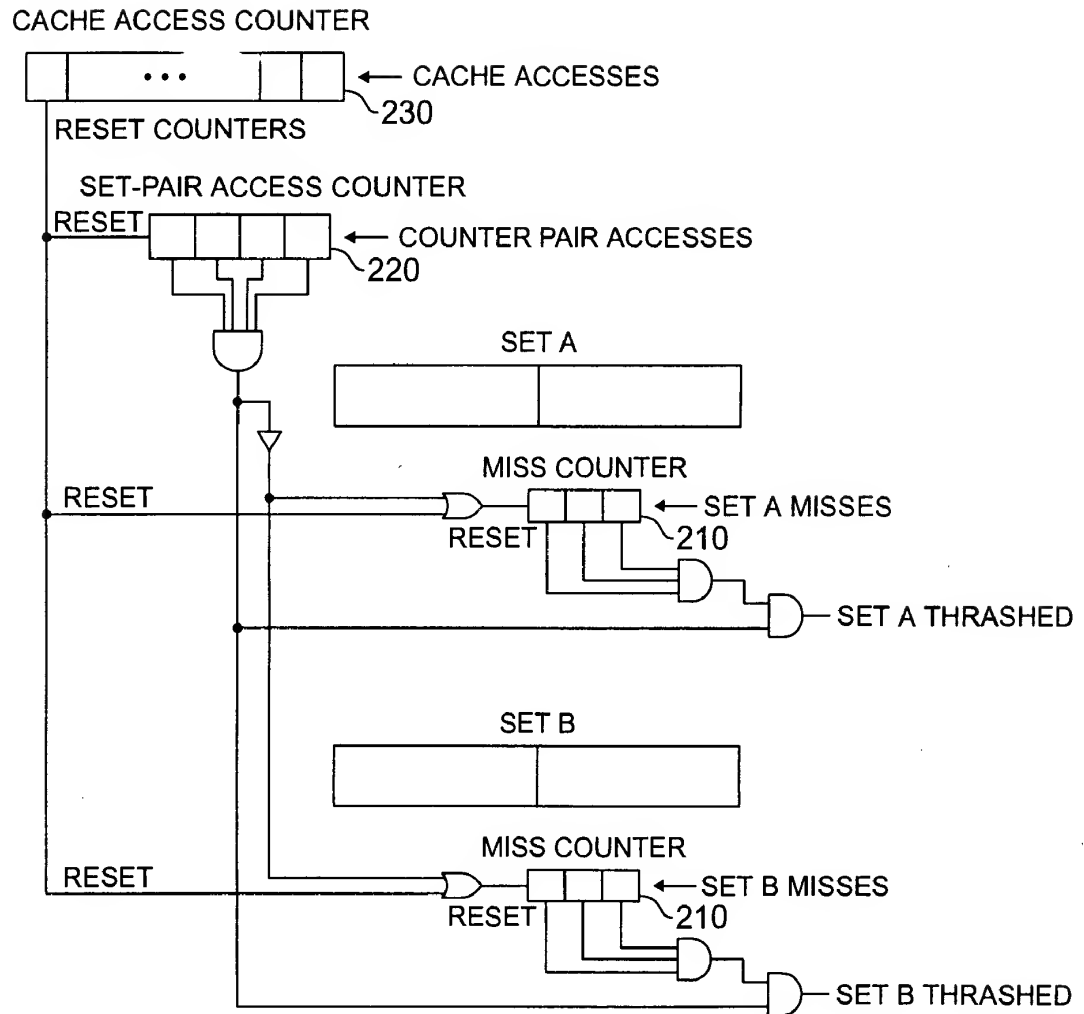 CACHE ACCESS COUNTER
CACHE ACCESSES
230
RESET COUNTERS
SET-PAIR ACCESS COUNTER
RESET
COUNTER PAIR ACCESSES
220
SET A
MISS COUNTER
RESET
SET A MISSES
RESET
210
SET A THRASHED
SET B
MISS COUNTER
RESET
SET B MISSES
RESET
210
SET B THRASHED